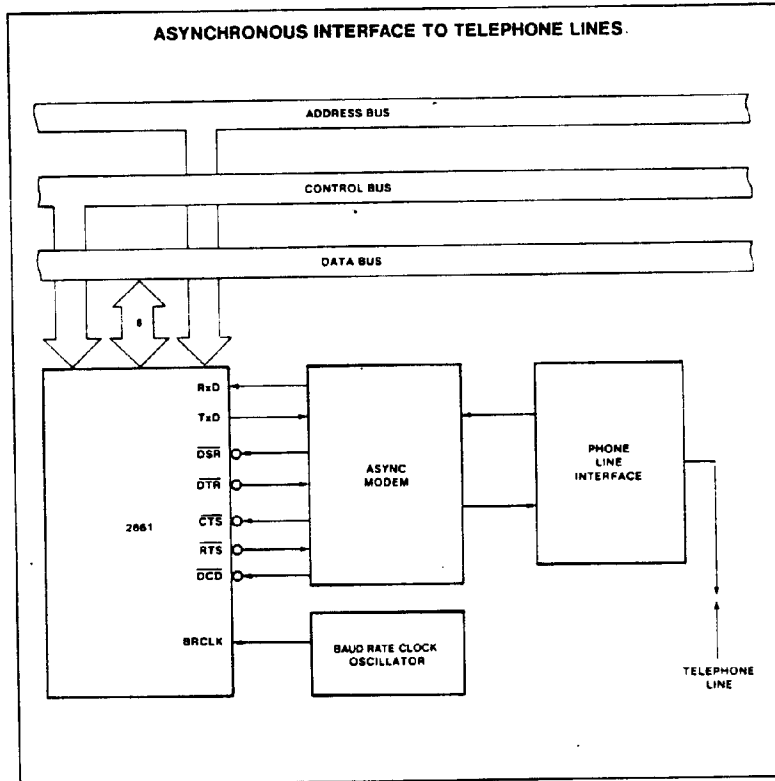 ASYNCHRONOUS INTERFACE TO TELEPHONE LINES
ADDRESS BUS
CONTROL BUS
DATA BUS
8
RxD
TxD
DSR
DTR
CTS
RTS
DCD
BRCLK
2661
ASYNC
MODEM
PHONE
LINE
INTERFACE
BAUD RATE CLOCK
OSCILLATOR
TELEPHONE
LINE